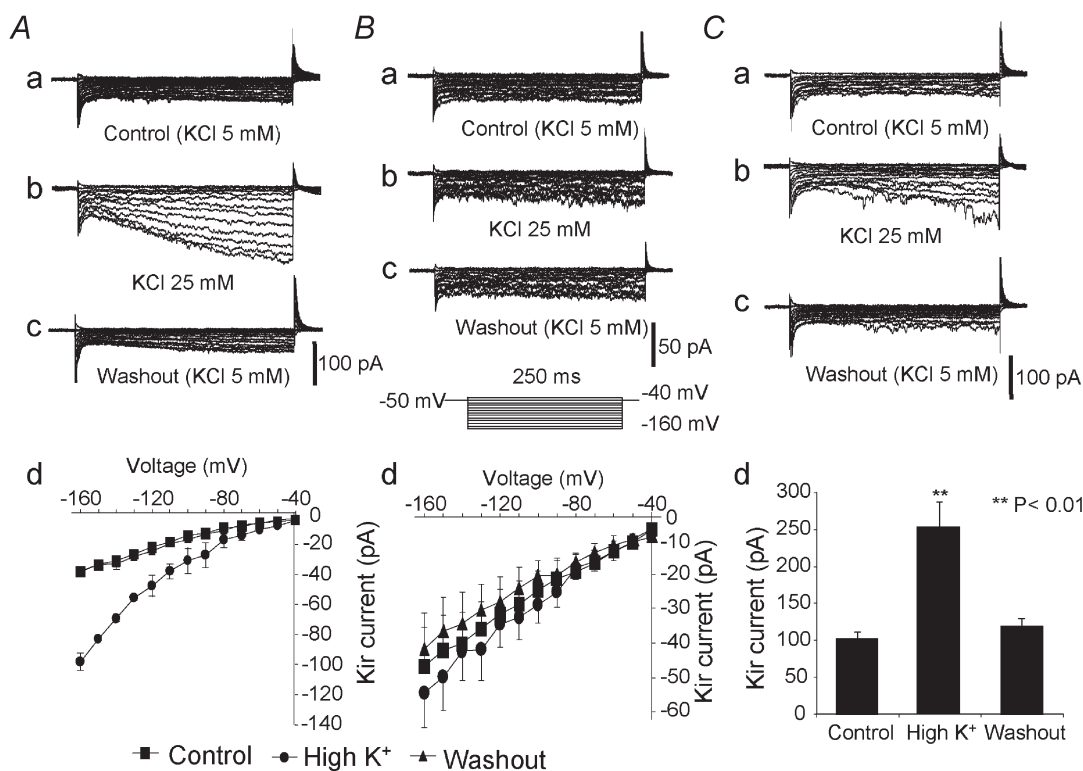 A
a
Control (KCl 5 mM)
b
KCl 25 mM
c
Washout (KCl 5 mM)
100 pA
B
a
Control (KCl 5 mM)
b
KCl 25 mM
c
Washout (KCl 5 mM)
50 pA
250 ms
-50 mV
-40 mV
-160 mV
C
a
Control (KCl 5 mM)
b
KCl 25 mM
c
Washout (KCl 5 mM)
100 pA
d
Voltage (mV)
-160 -120 -80 -40
0
-20
-40
-60
-80
-100
-120
-140
Kir current (pA)
Voltage (mV)
-160 -120 -80 -40
0
-10
-20
-30
-40
-50
-60
Kir current (pA)
Control High K+ Washout
d
** P< 0.01
**
Kir current (pA)
300
250
200
150
100
50
0
Control High K+ Washout